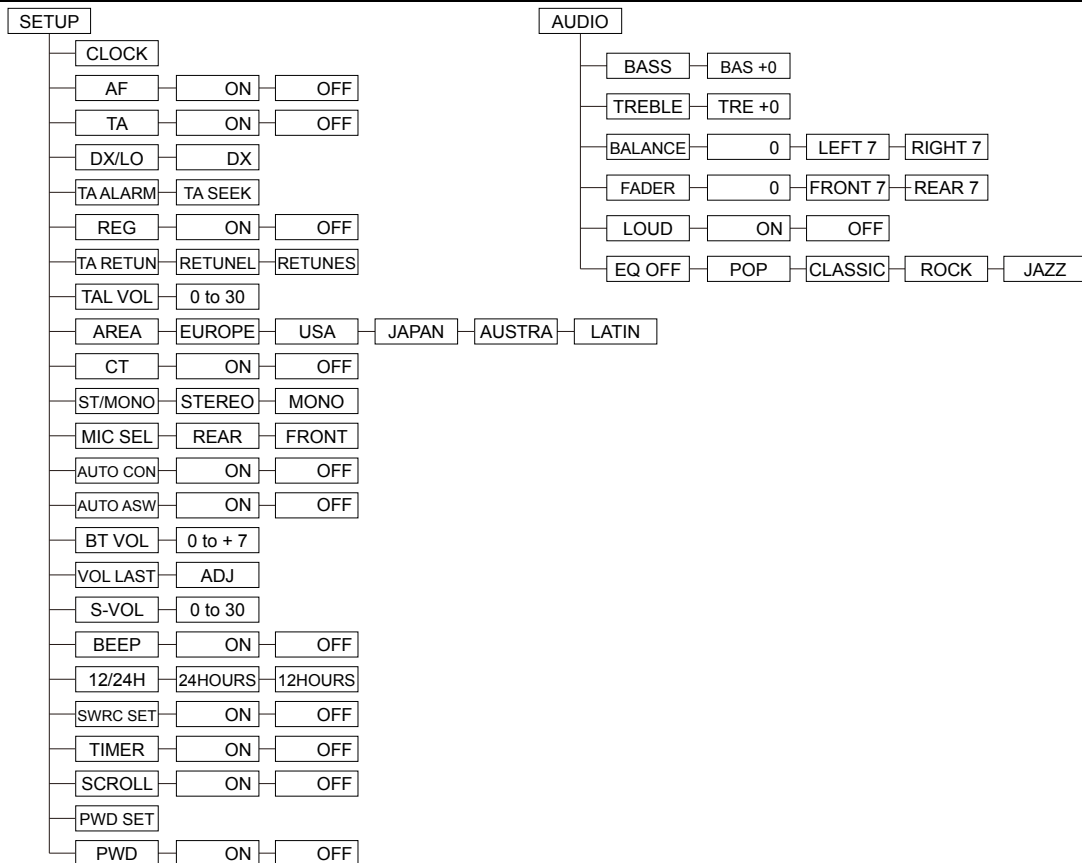 SETUP
CLOCK
AF ON OFF
TA ON OFF
DX/LO DX
TA ALARM TA SEEK
REG ON OFF
TA RETUN RETUNEL RETUNES
TAL VOL 0 to 30
AREA EUROPE USA JAPAN AUSTRA LATIN
CT ON OFF
ST/MONO STEREO MONO
MIC SEL REAR FRONT
AUTO CON ON OFF
AUTO ASW ON OFF
BT VOL 0 to + 7
VOL LAST ADJ
S-VOL 0 to 30
BEEP ON OFF
12/24H 24HOURS 12HOURS
SWRC SET ON OFF
TIMER ON OFF
SCROLL ON OFF
PWD SET
PWD ON OFF
AUDIO
BASS BAS +0
TREBLE TRE +0
BALANCE 0 LEFT 7 RIGHT 7
FADER 0 FRONT 7 REAR 7
LOUD ON OFF
EQ OFF POP CLASSIC ROCK JAZZ